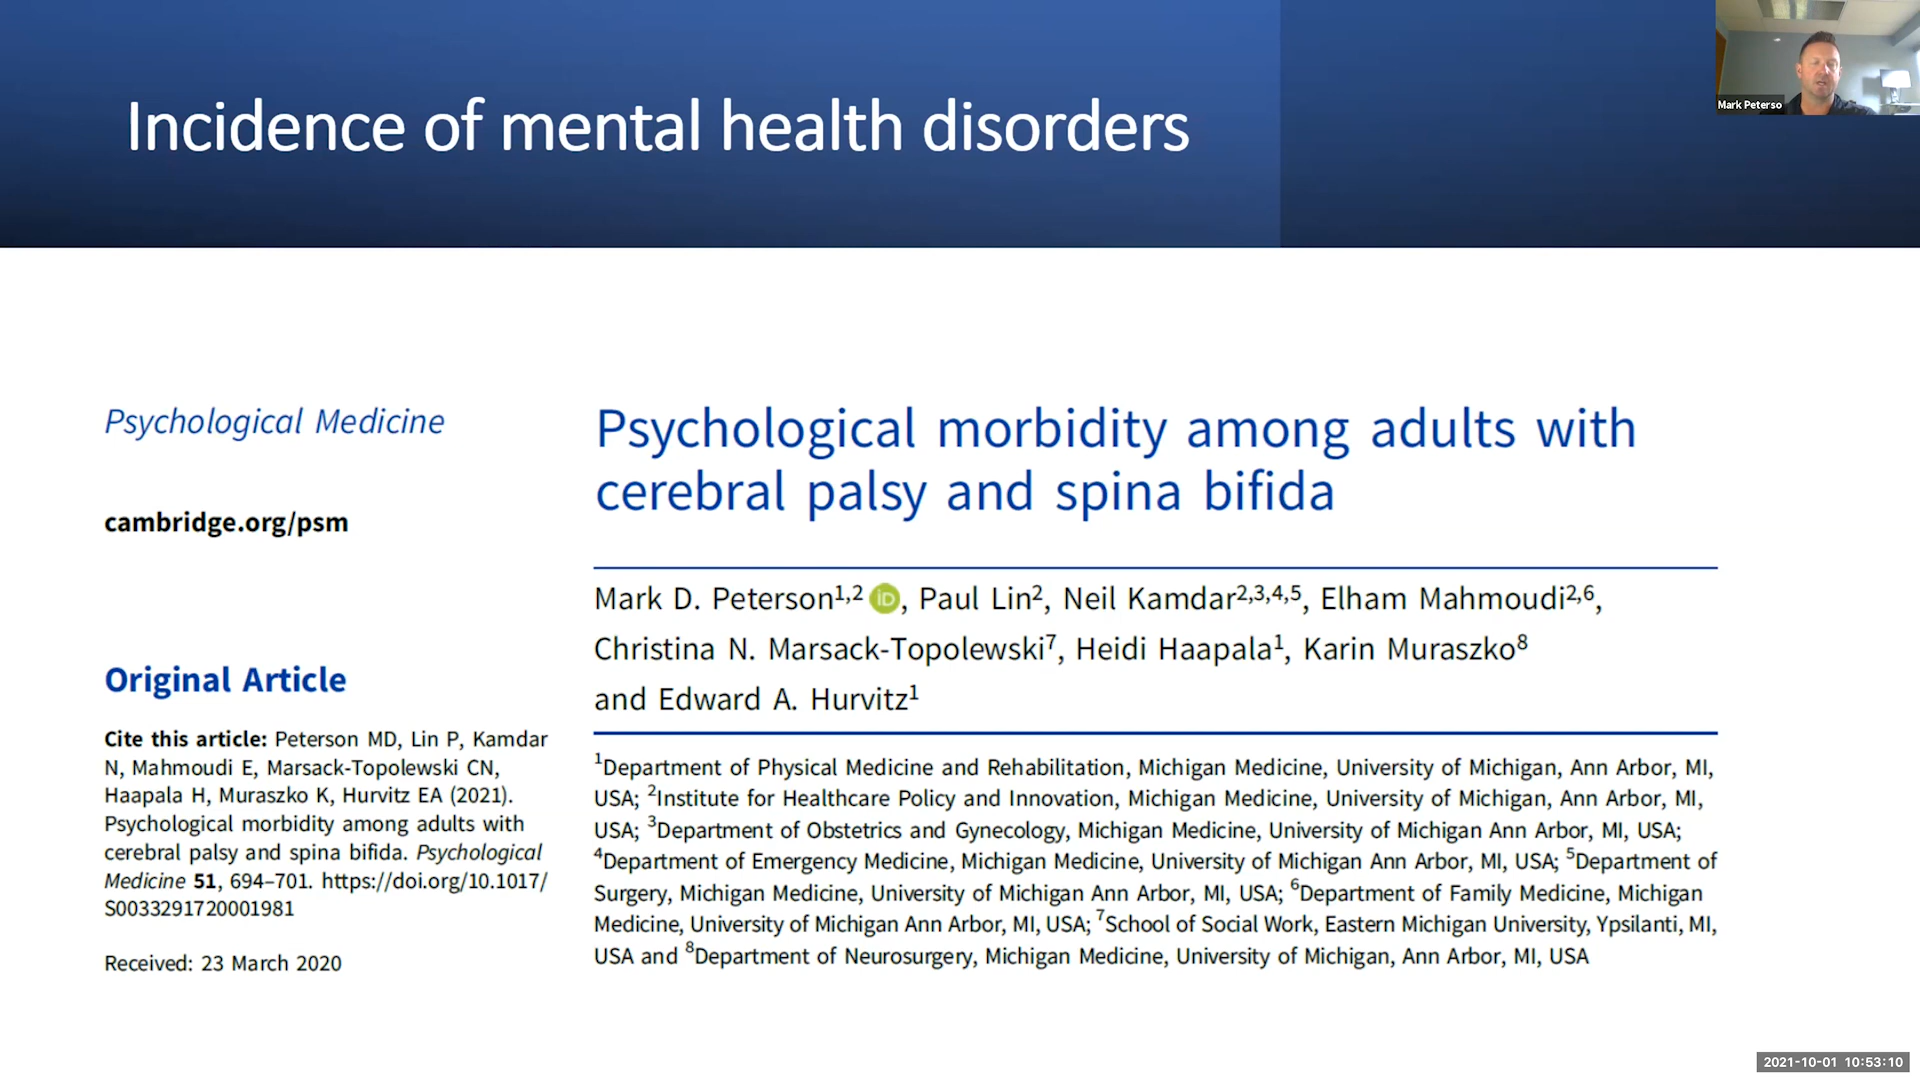 Incidence of mental health disorders
Mark Peterso
Psychological Medicine
cambridge.org/psm
Original Article
Cite this article: Peterson MD, Lin P, Kamdar
N, Mahmoudi E, Marsack-Topolewski CN,
Haapala H, Muraszko K, Hurvitz EA (2021).
Psychological morbidity among adults with
cerebral palsy and spina bifida. Psychological
Medicine 51, 694–701. https://doi.org/10.1017/
S0033291720001981
Received: 23 March 2020
Psychological morbidity among adults with
cerebral palsy and spina bifida
Mark D. Peterson1,2 iD, Paul Lin2, Neil Kamdar2,3,4,5, Elham Mahmoudi2,6,
Christina N. Marsack-Topolewski7, Heidi Haapala1, Karin Muraszko8
and Edward A. Hurvitz1
1Department of Physical Medicine and Rehabilitation, Michigan Medicine, University of Michigan, Ann Arbor, MI,
USA; 2Institute for Healthcare Policy and Innovation, Michigan Medicine, University of Michigan, Ann Arbor, MI,
USA; 3Department of Obstetrics and Gynecology, Michigan Medicine, University of Michigan Ann Arbor, MI, USA;
4Department of Emergency Medicine, Michigan Medicine, University of Michigan Ann Arbor, MI, USA; 5Department of
Surgery, Michigan Medicine, University of Michigan Ann Arbor, MI, USA; 6Department of Family Medicine, Michigan
Medicine, University of Michigan Ann Arbor, MI, USA; 7School of Social Work, Eastern Michigan University, Ypsilanti, MI,
USA and 8Department of Neurosurgery, Michigan Medicine, University of Michigan, Ann Arbor, MI, USA
2021-10-01 10:53:10